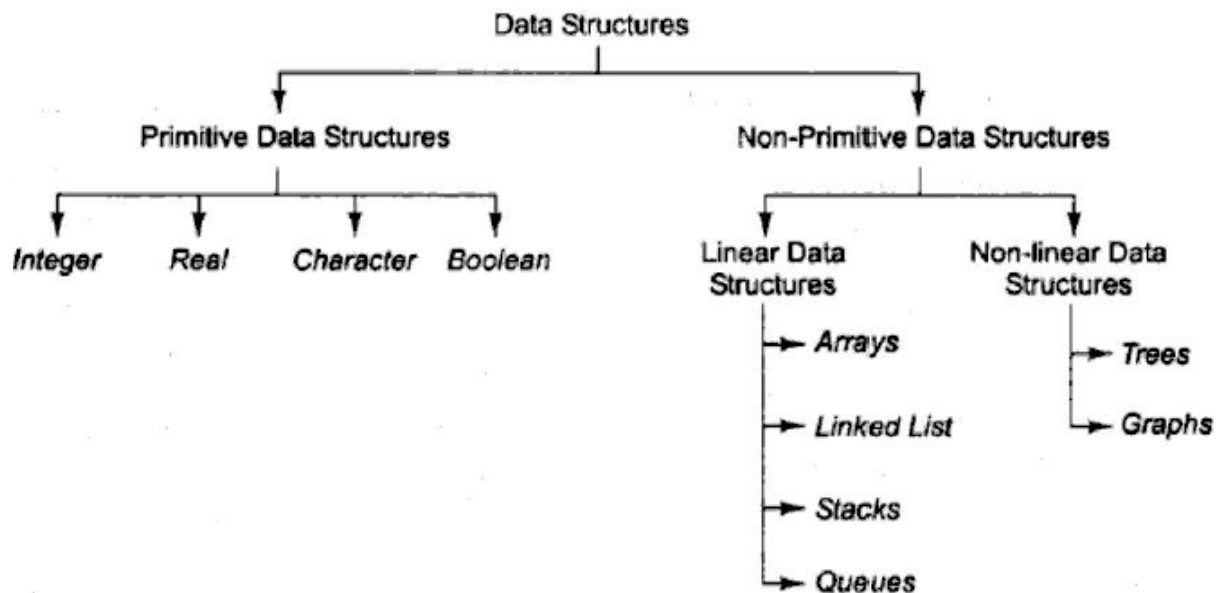 Data Structures
Primitive Data Structures
Non-Primitive Data Structures
Integer
Real
Character
Boolean
Linear Data
Structures
Non-linear Data
Structures
Arrays
Linked List
Stacks
Queues
Trees
Graphs